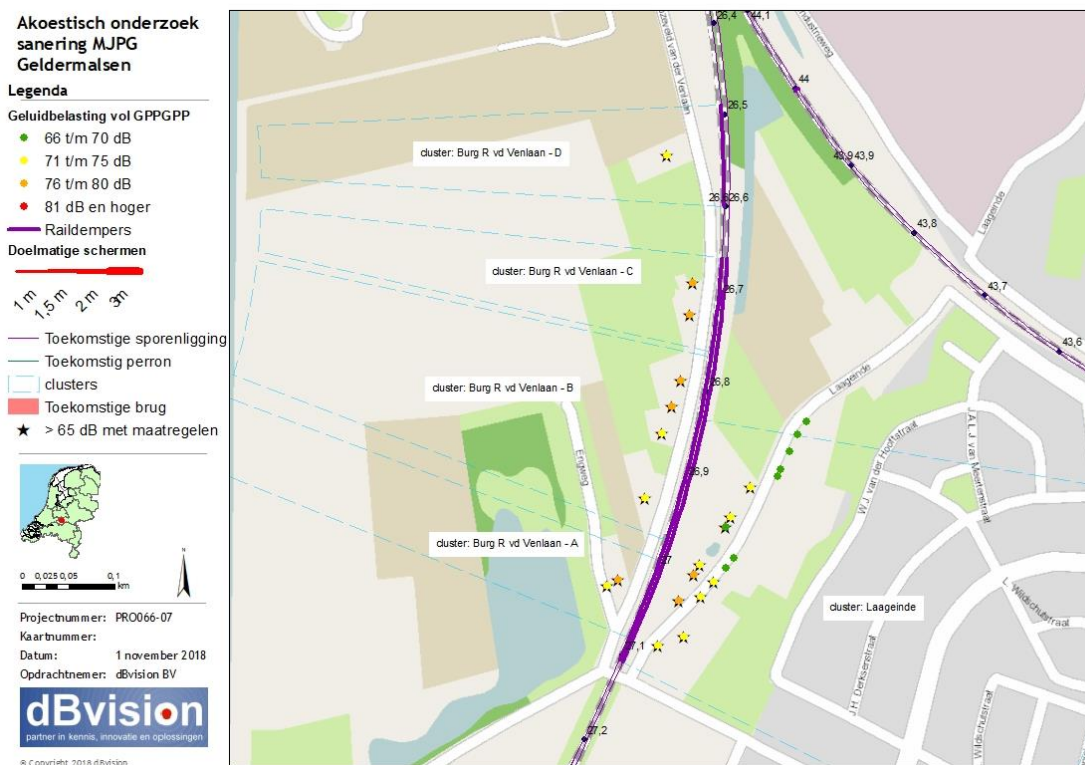 Akoestisch onderzoek
sanering MJPG
Geldermalsen
Legenda
Geluidbelasting vol GPPGPP
66 t/m 70 dB
71 t/m 75 dB
76 t/m 80 dB
81 dB en hoger
Raildempers
Doelmatige schermen
1 m
1,5 m
2 m
3m
Toekomstige sporenligging
Toekomstig perron
clusters
Toekomstige brug
> 65 dB met maatregelen
N
0 0,025 0,05 0,1
km
Projectnummer: PRO066-07
Kaartnummer:
Datum: 1 november 2018
Opdrachtnemer: dBvision BV
dBvision
partner in kennis, innovatie en oplossingen
© Copyright 2018 dBvision
26,4
44,1
44
26,5
43,9 43,9
cluster: Burg R vd Venlaan - D
26,6
43,8
Laageinde
cluster: Burg R vd Venlaan - C
26,7
43,7
43,6
26,8
cluster: Burg R vd Venlaan - B
Laageinde
W.J. van der Hooftstraat
J.A.L.J. van Meertenstraat
Engweg
26,9
cluster: Burg R vd Venlaan - A
27
cluster: Laageinde
L. Wildschutstraat
J.H. Derksenstraat
Wildschutstraat
27,1
27,2